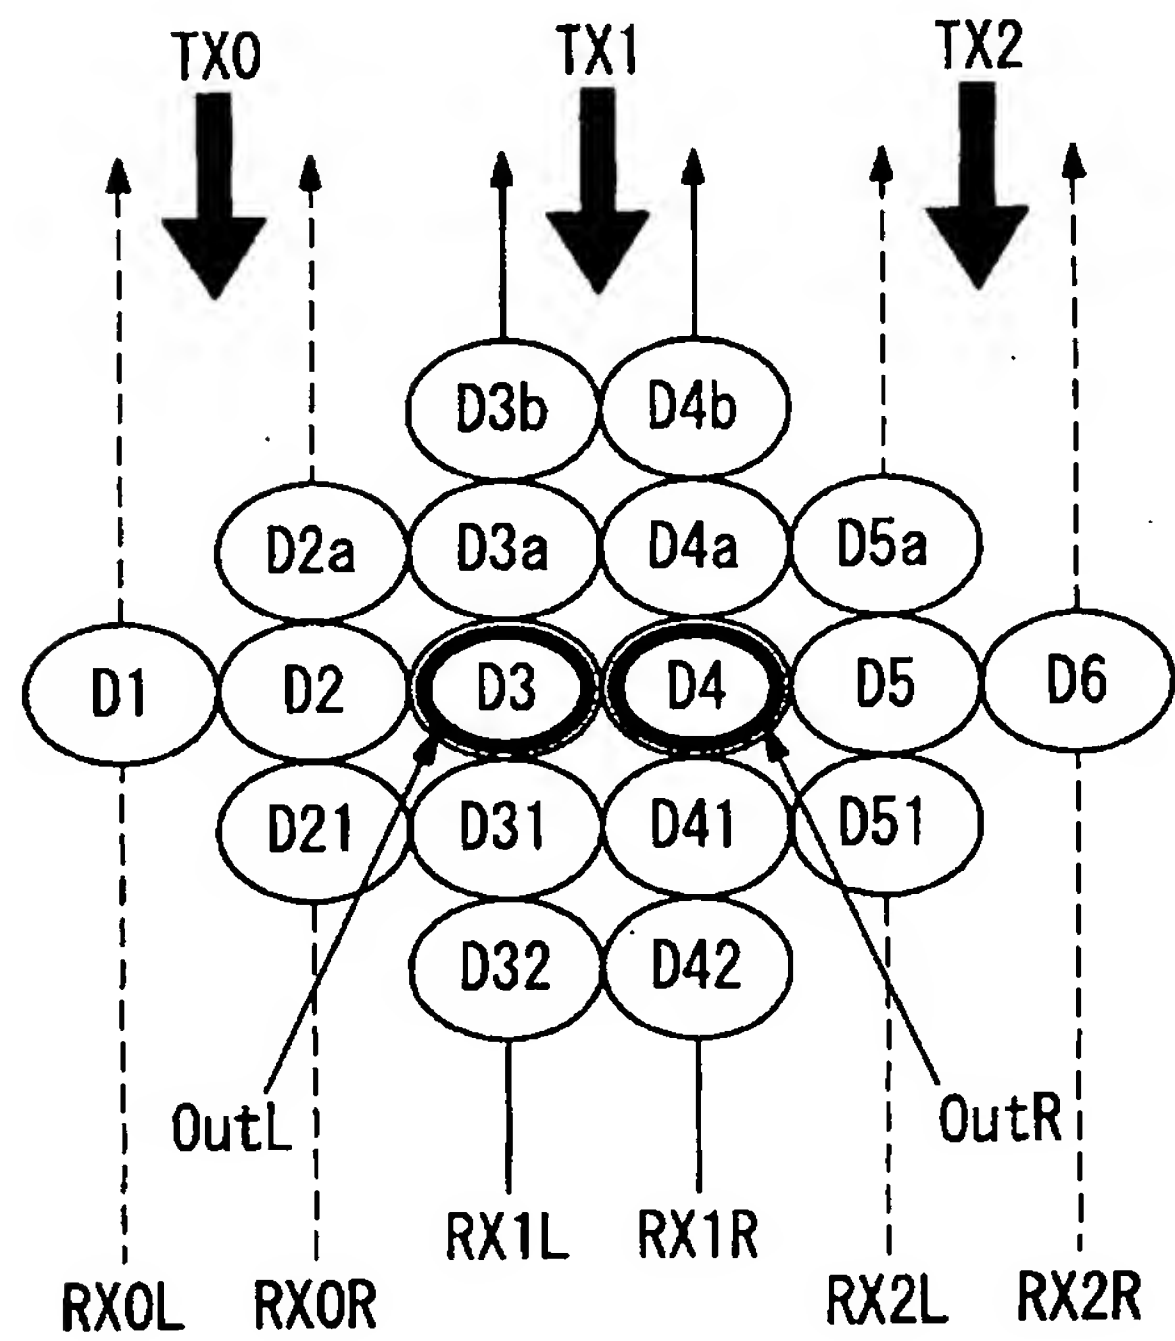 TX0 TX1 TX2
D3b D4b
D2a D3a D4a D5a
D1 D2 D3 D4 D5 D6
D21 D31 D41 D51
D32 D42
OutL OutR
RX1L RX1R
RX0L RX0R RX2L RX2R